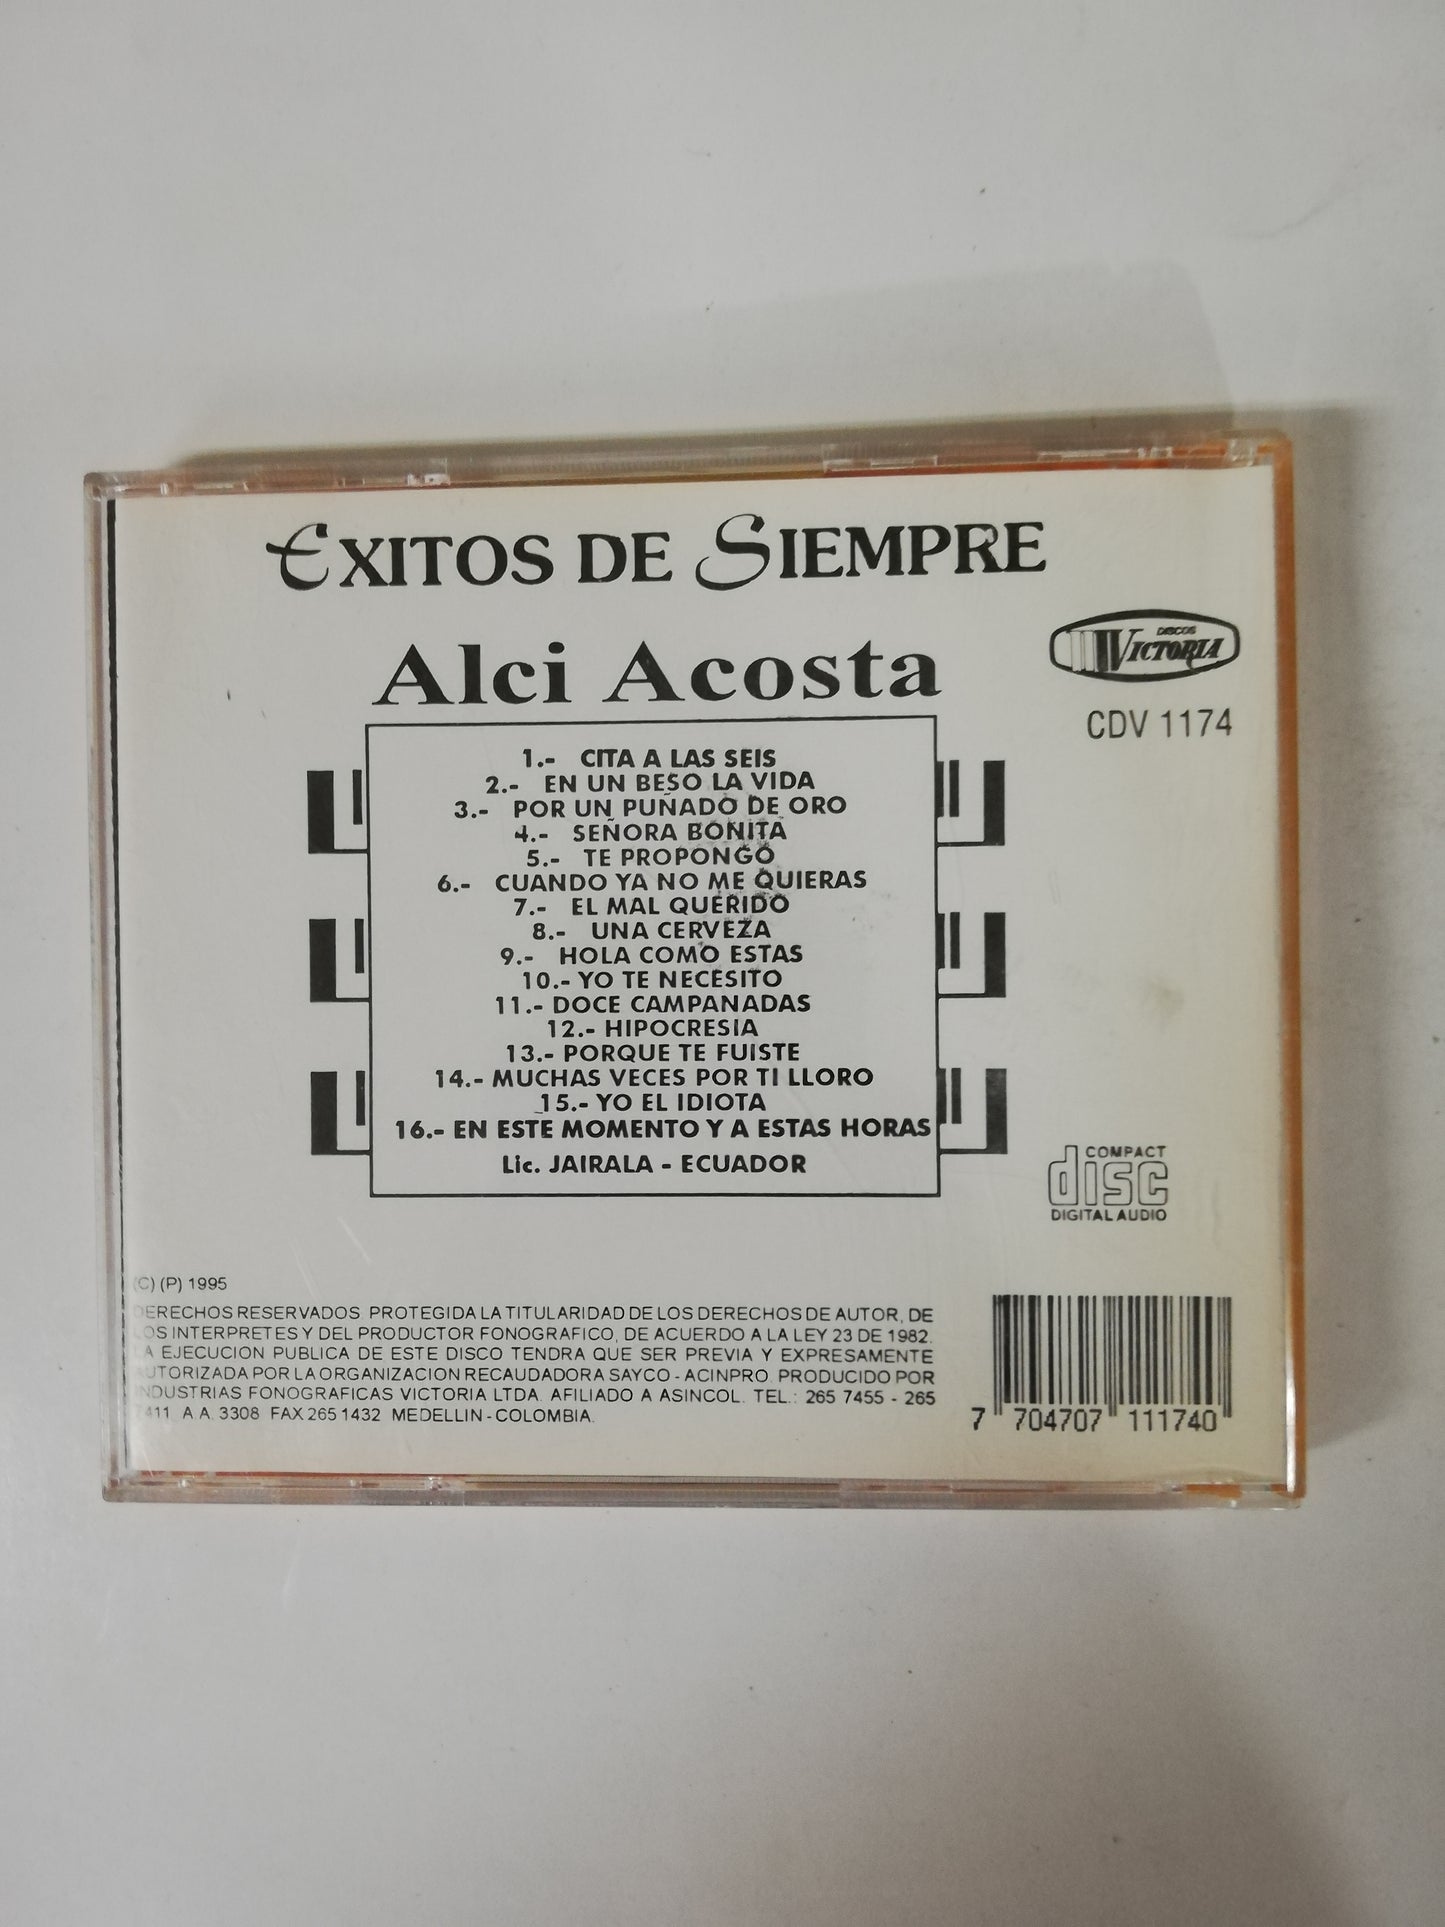 EXITOS DE SIEMPRE
Alci Acosta
DISCOS
VICTORIA
CDV 1174
1.- CITA A LAS SEIS
2.- EN UN BESO LA VIDA
3.- POR UN PUÑADO DE ORO
4.- SEÑORA BONITA
5.- TE PROPONGO
6.- CUANDO YA NO ME QUIERAS
7.- EL MAL QUERIDO
8.- UNA CERVEZA
9.- HOLA COMO ESTAS
10.- YO TE NECESITO
11.- DOCE CAMPANADAS
12.- HIPOCRESIA
13.- PORQUE TE FUISTE
14.- MUCHAS VECES POR TI LLORO
15.- YO EL IDIOTA
16.- EN ESTE MOMENTO Y A ESTAS HORAS
Lic. JAIRALA - ECUADOR
COMPACT
disc
DIGITAL AUDIO
(C) (P) 1995
DERECHOS RESERVADOS. PROTEGIDA LA TITULARIDAD DE LOS DERECHOS DE AUTOR, DE
LOS INTERPRETES Y DEL PRODUCTOR FONOGRAFICO, DE ACUERDO A LA LEY 23 DE 1982.
LA EJECUCION PUBLICA DE ESTE DISCO TENDRA QUE SER PREVIA Y EXPRESAMENTE
AUTORIZADA POR LA ORGANIZACION RECAUDADORA SAYCO - ACINPRO. PRODUCIDO POR
INDUSTRIAS FONOGRAFICAS VICTORIA LTDA. AFILIADO A ASINCOL. TEL.: 265 7455 - 265
7411 A A. 3308 FAX 265 1432 MEDELLIN - COLOMBIA.
7 704707 111740